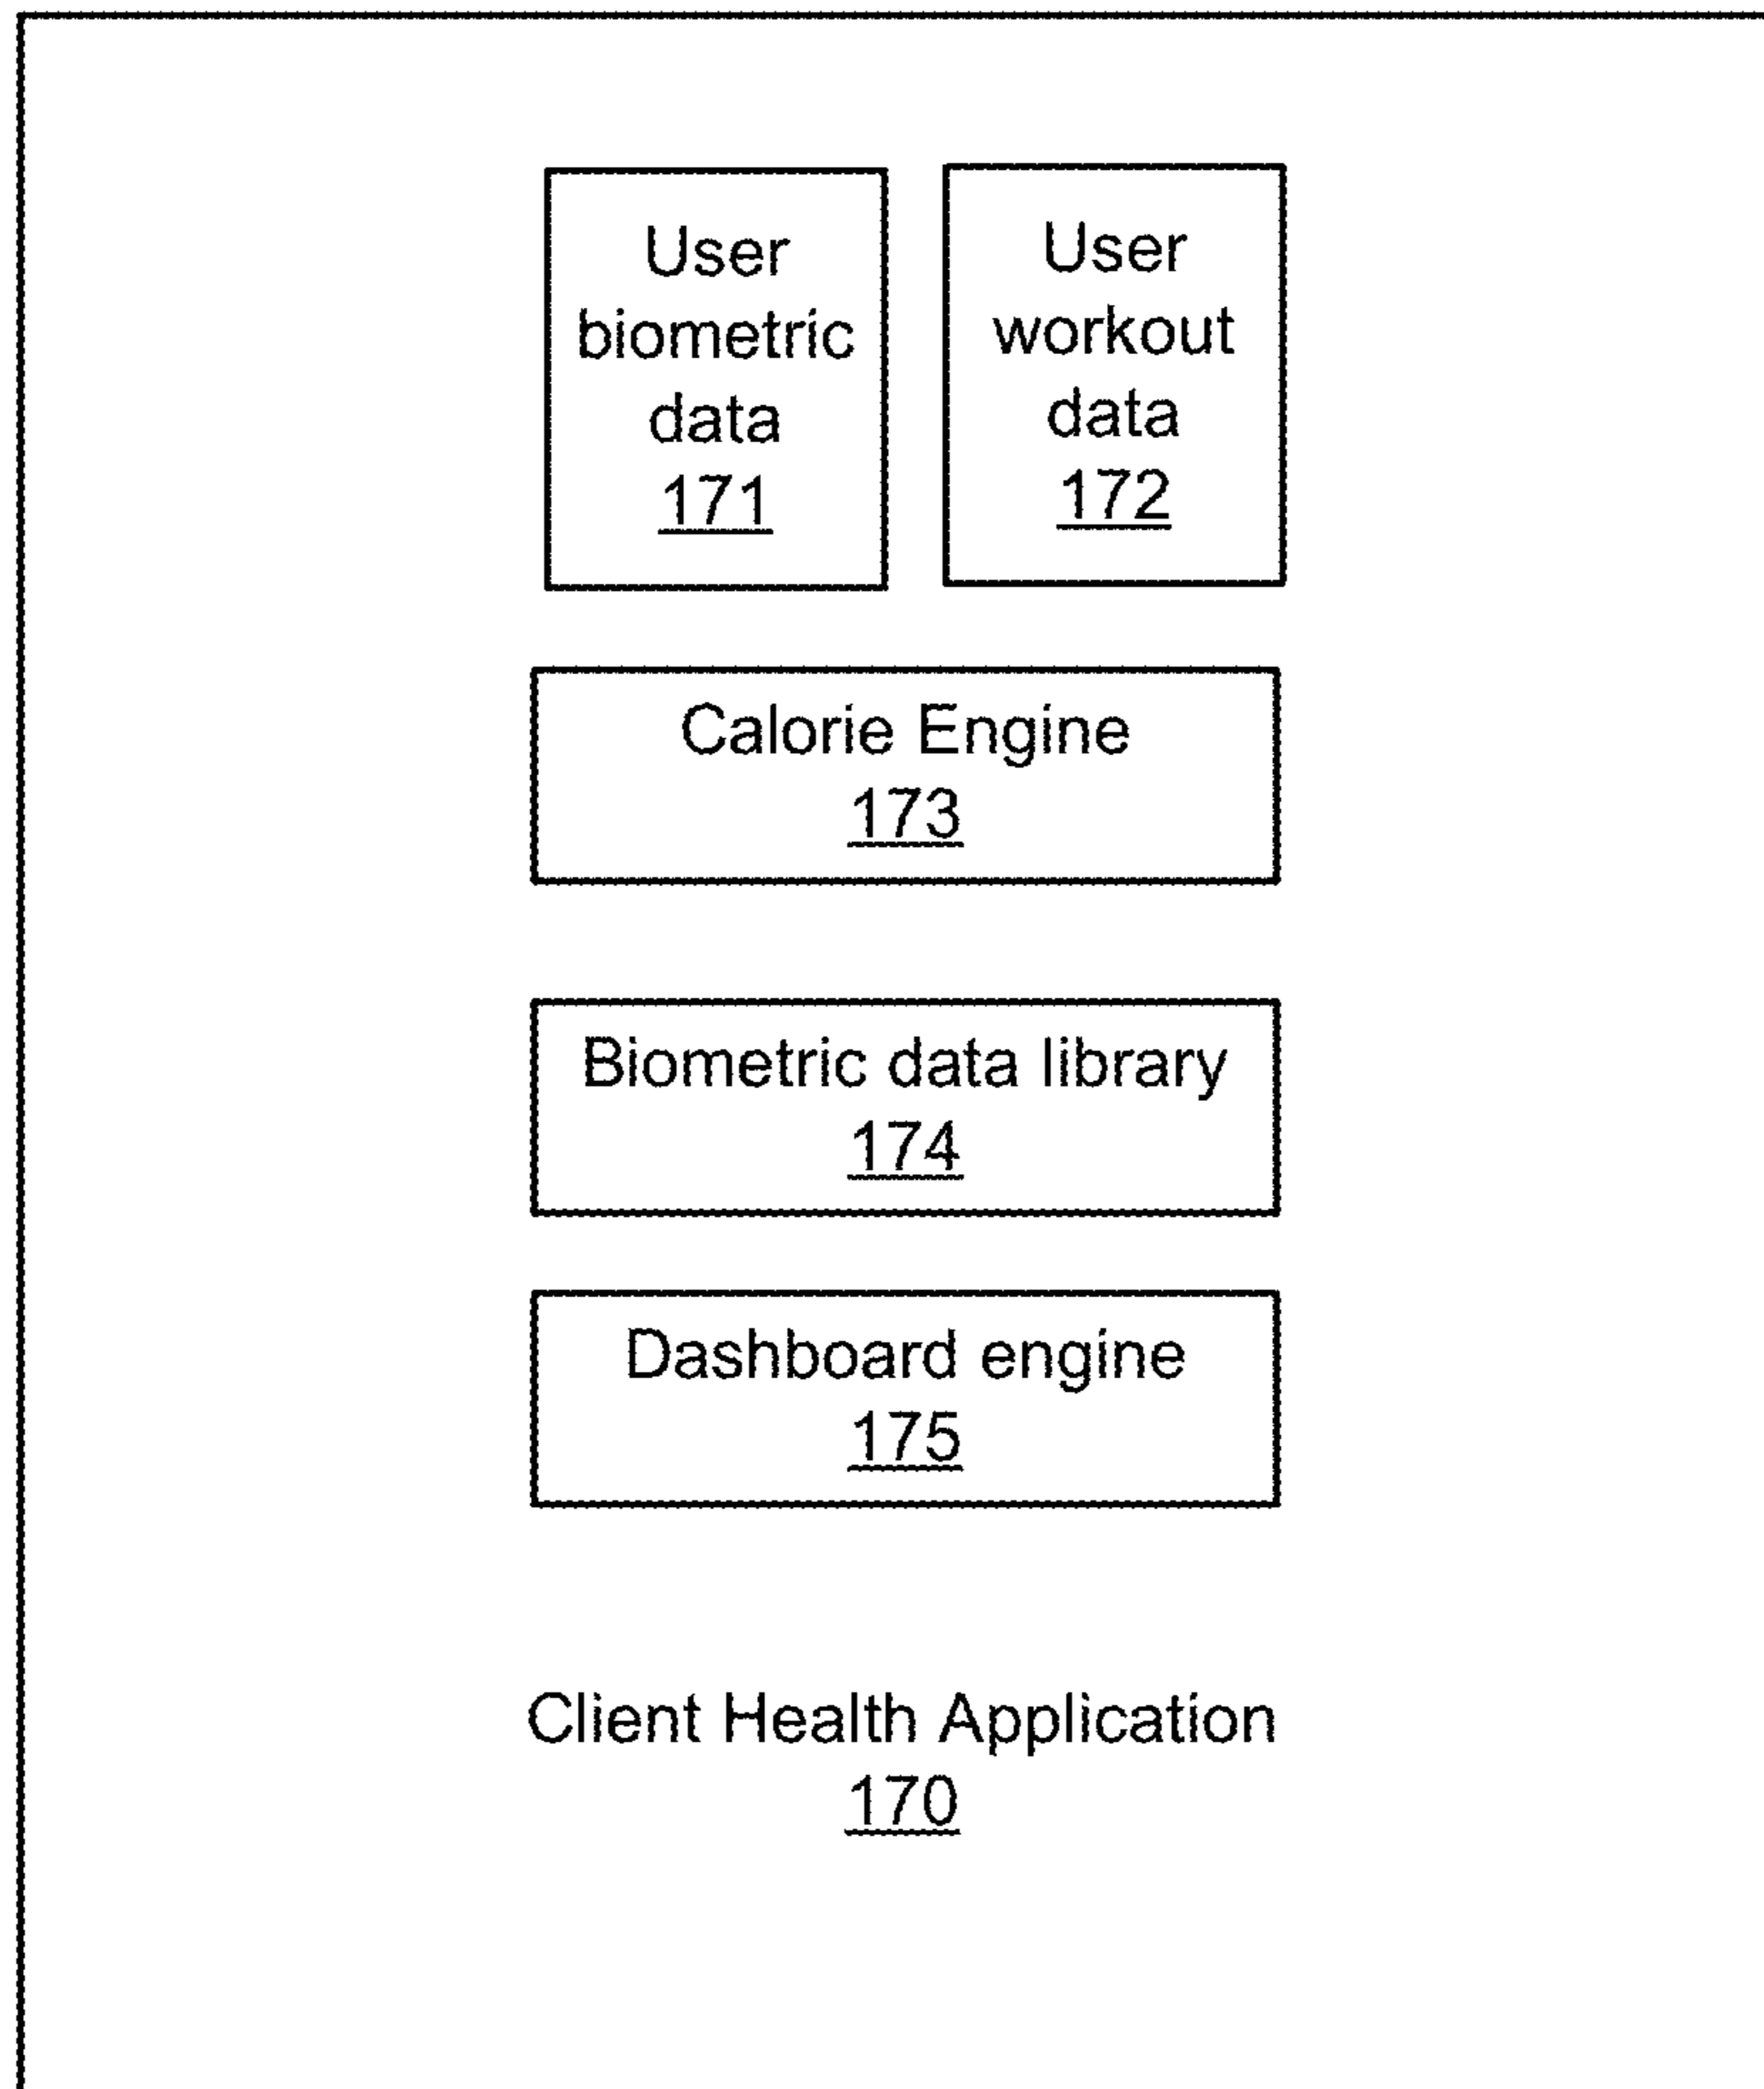 User
biometric
data
171
User
workout
data
172
Calorie Engine
173
Biometric data library
174
Dashboard engine
175
Client Health Application
170